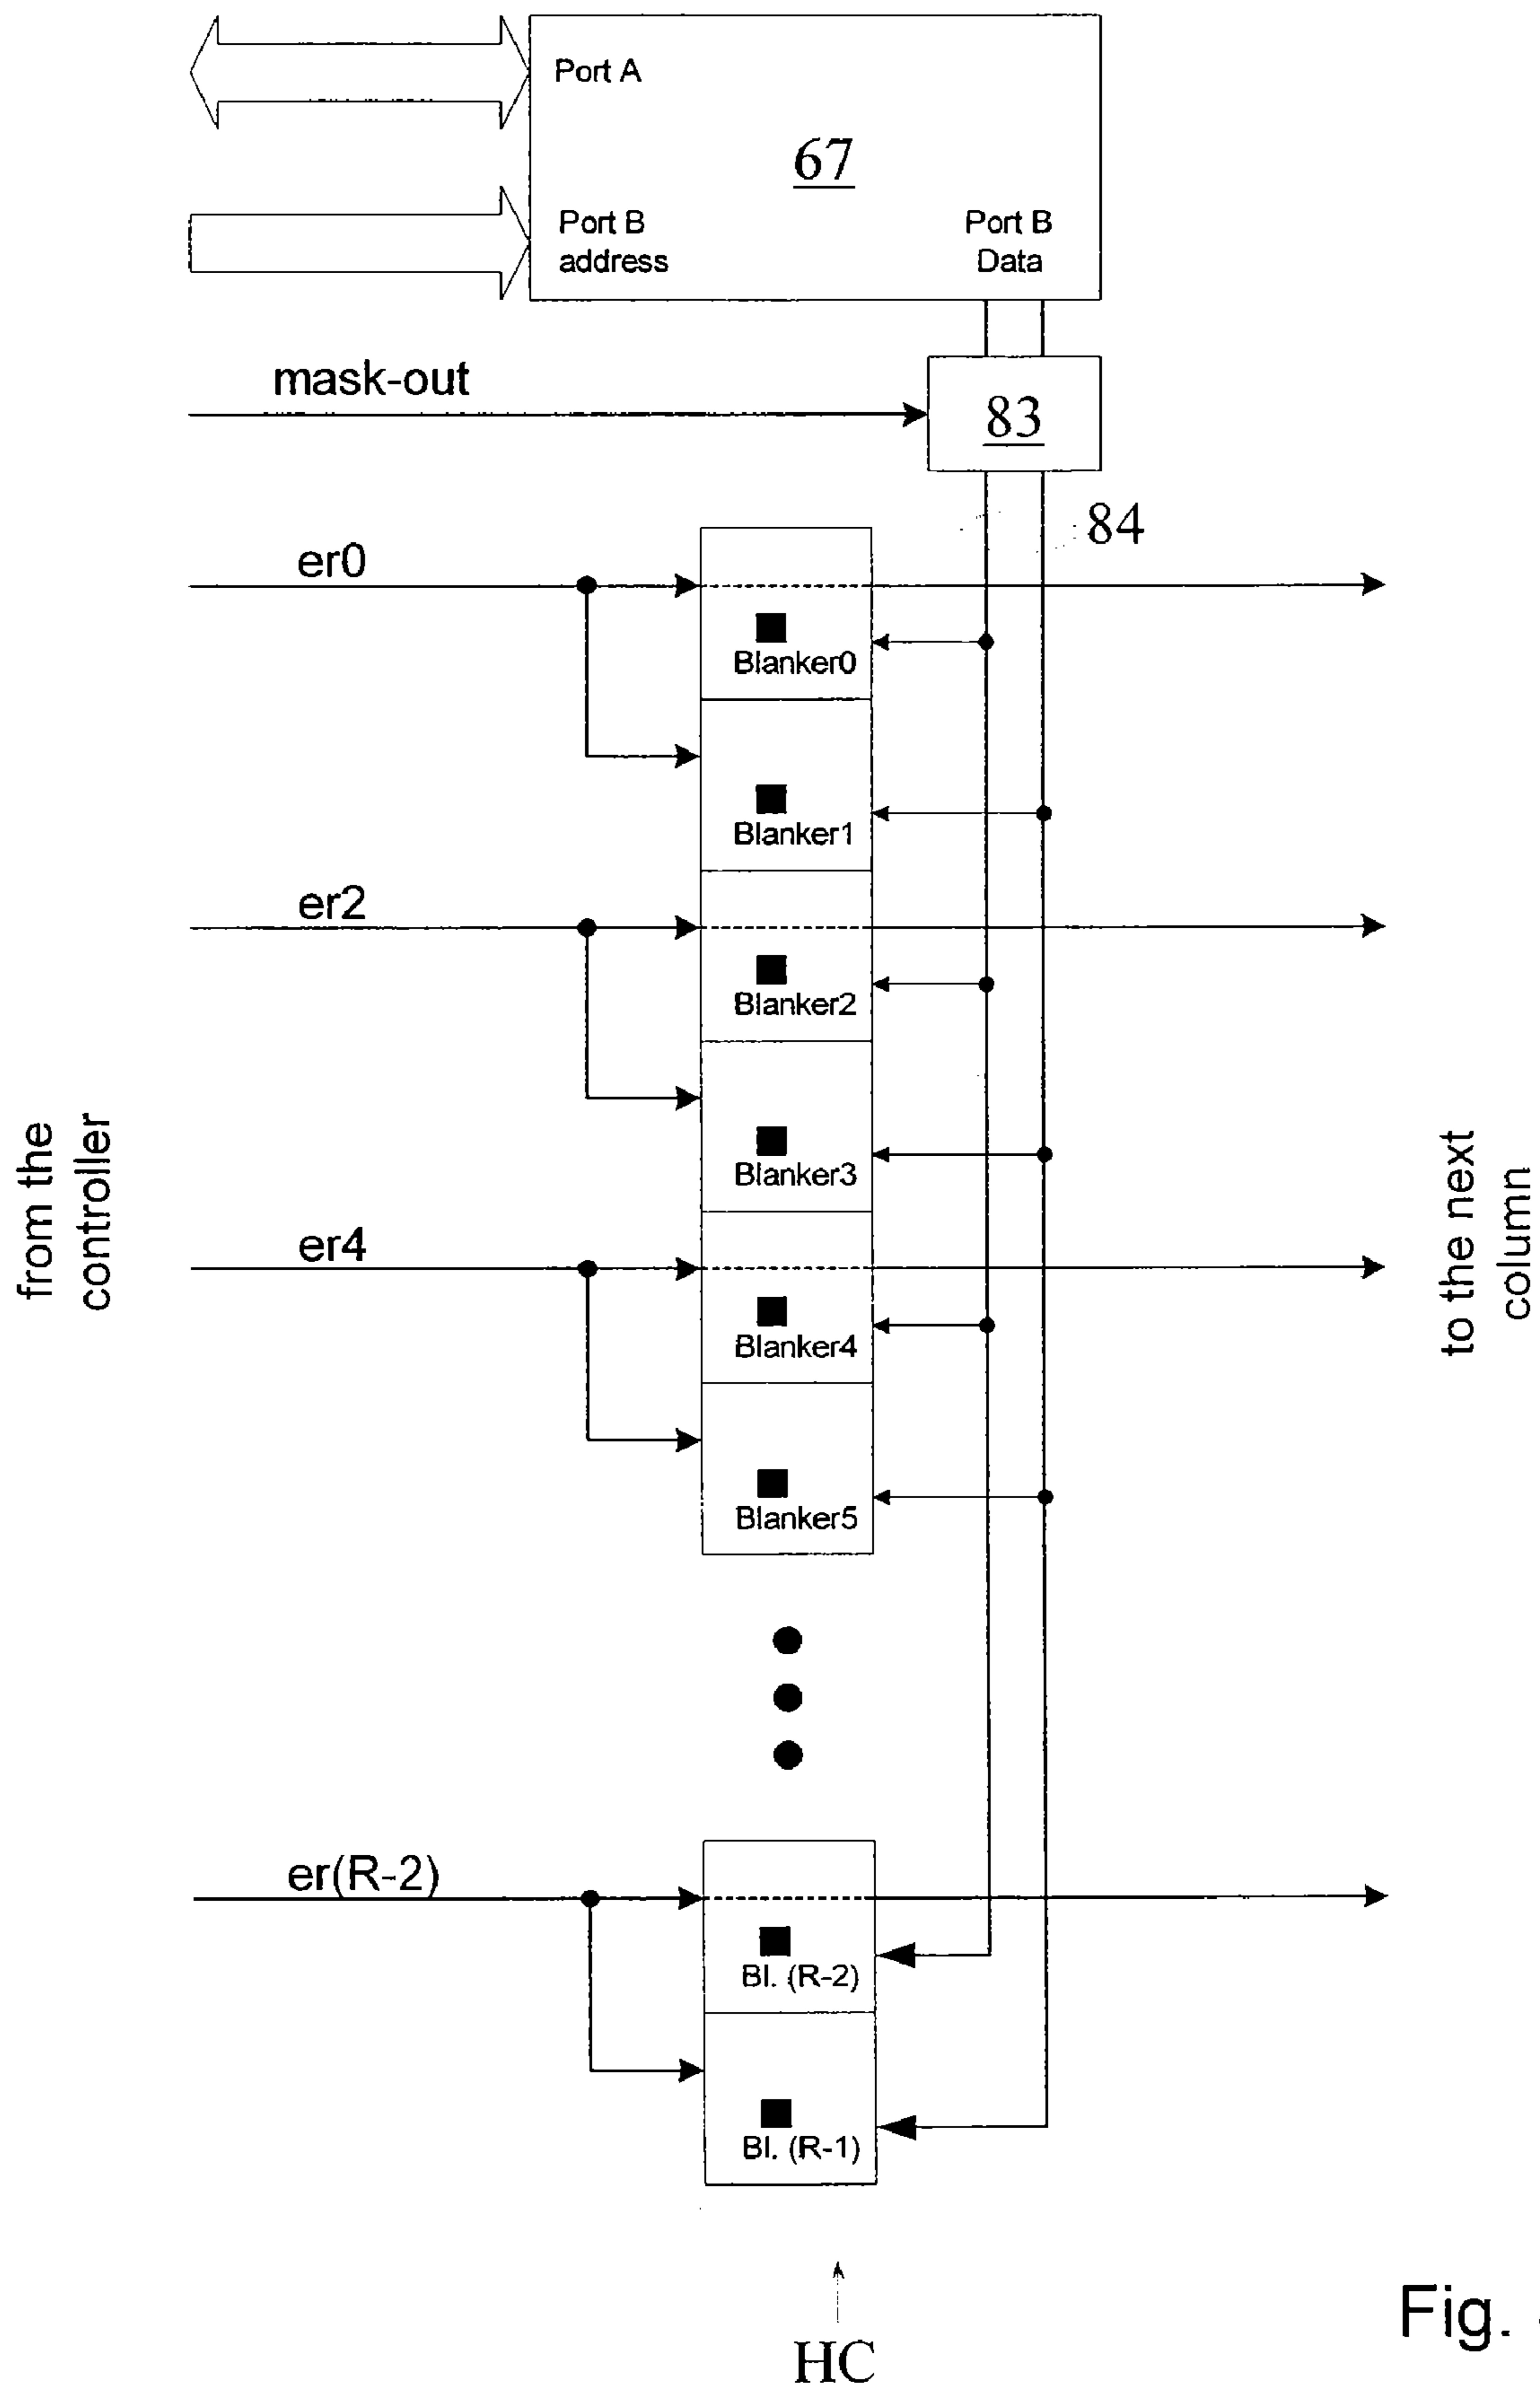 Port A
67
Port B
address
Port B
Data
mask-out
83
84
er0
Blanker0
Blanker1
er2
Blanker2
Blanker3
from the
controller
er4
Blanker4
to the next
column
Blanker5
er(R-2)
Bl. (R-2)
Bl. (R-1)
HC
Fig.